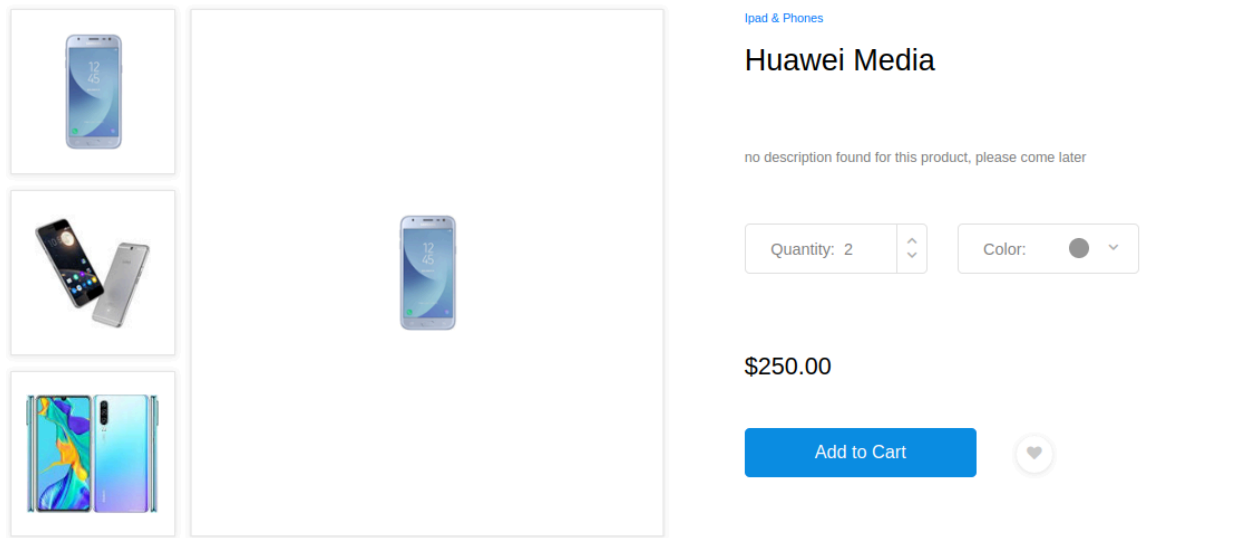 Ipad & Phones
Huawei Media
no description found for this product, please come later
Quantity: 2
Color:
$250.00
Add to Cart